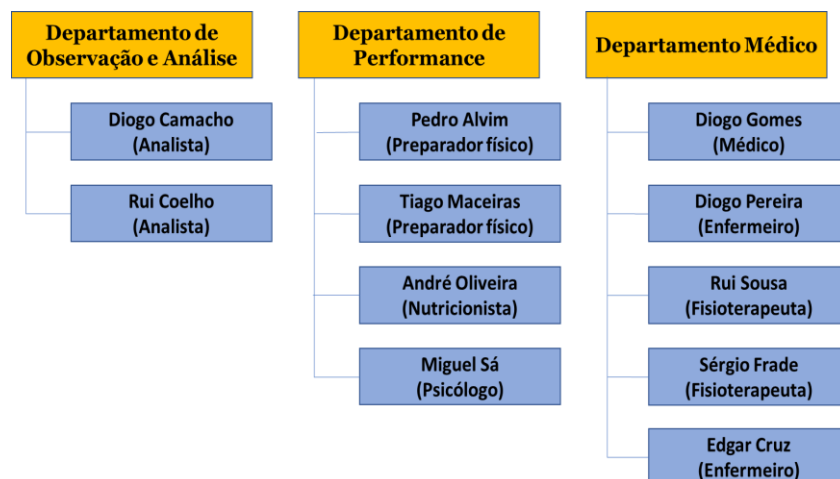 Departamento de
Observação e Análise
Diogo Camacho
(Analista)
Rui Coelho
(Analista)
Departamento de
Performance
Pedro Alvim
(Preparador físico)
Tiago Maceiras
(Preparador físico)
André Oliveira
(Nutricionista)
Miguel Sá
(Psicólogo)
Departamento Médico
Diogo Gomes
(Médico)
Diogo Pereira
(Enfermeiro)
Rui Sousa
(Fisioterapeuta)
Sérgio Frade
(Fisioterapeuta)
Edgar Cruz
(Enfermeiro)